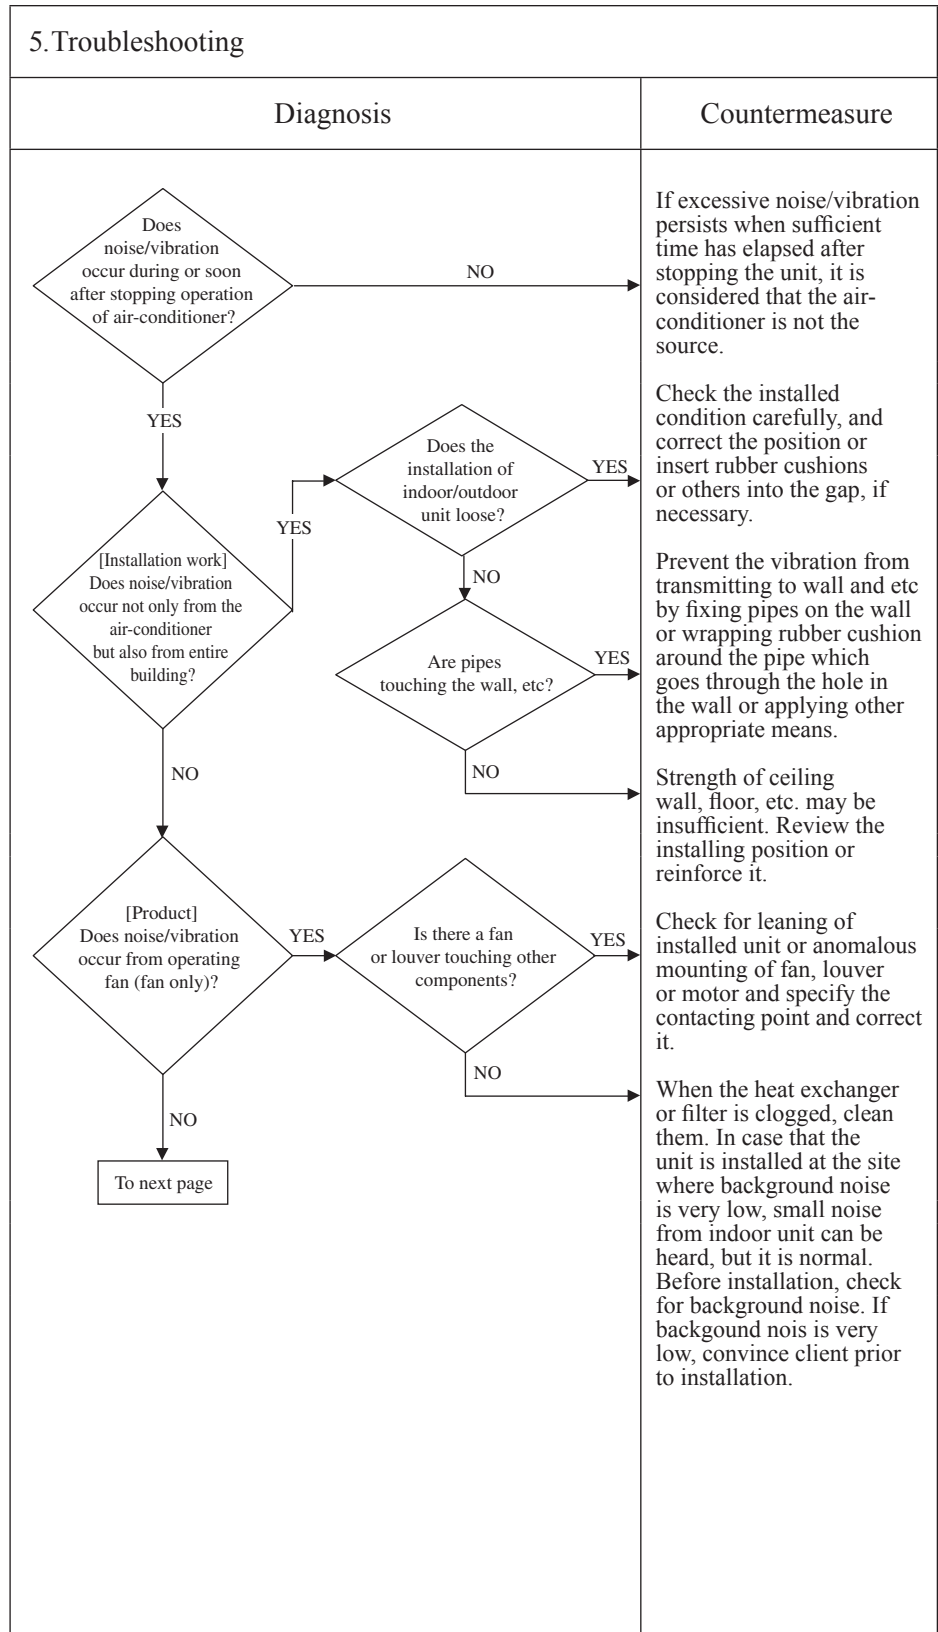 5.Troubleshooting
Diagnosis
Countermeasure
Does
noise/vibration
occur during or soon
after stopping operation
of air-conditioner?
NO
If excessive noise/vibration
persists when sufficient
time has elapsed after
stopping the unit, it is
considered that the air-
conditioner is not the
source.
YES
[Installation work]
Does noise/vibration
occur not only from the
air-conditioner
but also from entire
building?
YES
Does the
installation of
indoor/outdoor
unit loose?
YES
Check the installed
condition carefully, and
correct the position or
insert rubber cushions
or others into the gap, if
necessary.
NO
Are pipes
touching the wall, etc?
YES
Prevent the vibration from
transmitting to wall and etc
by fixing pipes on the wall
or wrapping rubber cushion
around the pipe which
goes through the hole in
the wall or applying other
appropriate means.
NO
Strength of ceiling
wall, floor, etc. may be
insufficient. Review the
installing position or
reinforce it.
NO
[Product]
Does noise/vibration
occur from operating
fan (fan only)?
YES
Is there a fan
or louver touching other
components?
YES
Check for leaning of
installed unit or anomalous
mounting of fan, louver
or motor and specify the
contacting point and correct
it.
NO
When the heat exchanger
or filter is clogged, clean
them. In case that the
unit is installed at the site
where background noise
is very low, small noise
from indoor unit can be
heard, but it is normal.
Before installation, check
for background noise. If
backgound nois is very
low, convince client prior
to installation.
NO
To next page